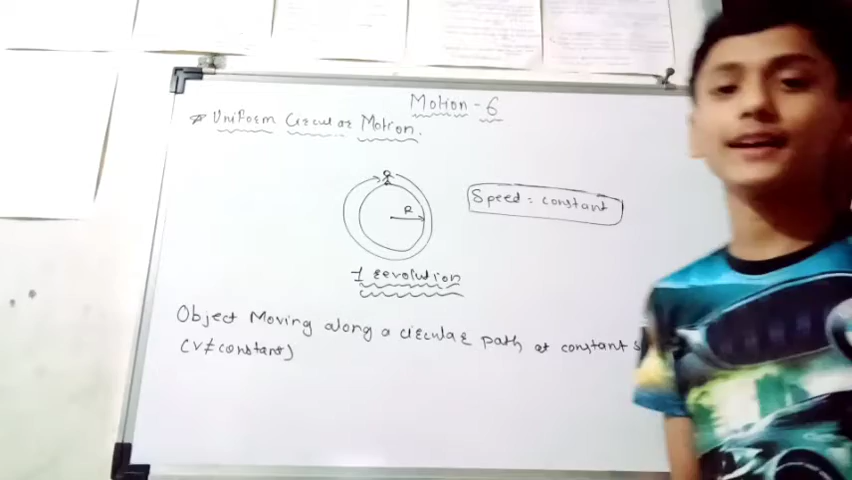 Motion - 6
* Uniform Circular Motion.
R
Speed = constant
1 revolution
Object Moving along a circular path at constant s
(V ≠ constant)